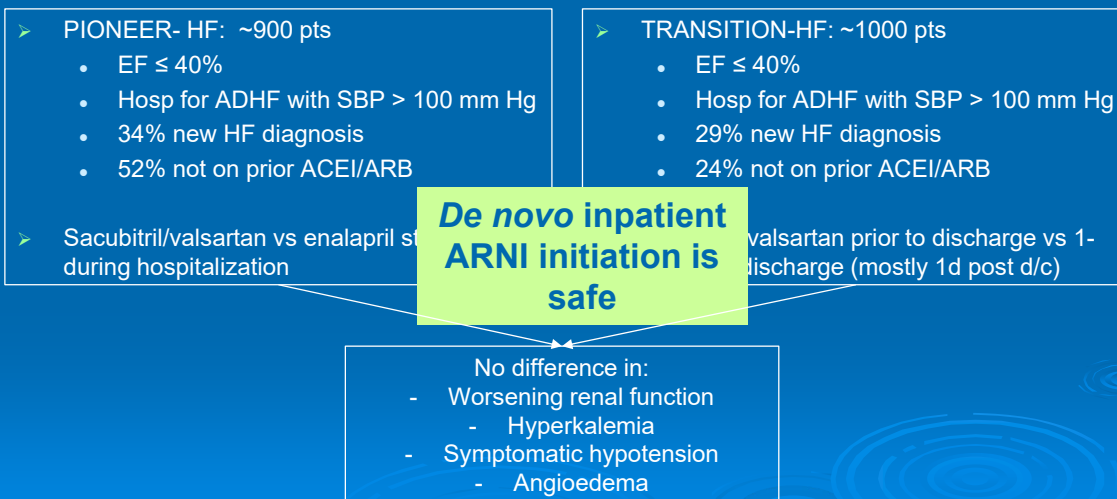 ➢ PIONEER- HF: ~900 pts
• EF ≤ 40%
• Hosp for ADHF with SBP > 100 mm Hg
• 34% new HF diagnosis
• 52% not on prior ACEI/ARB
➢ Sacubitril/valsartan vs enalapril
during hospitalization
➢ TRANSITION-HF: ~1000 pts
• EF ≤ 40%
• Hosp for ADHF with SBP > 100 mm Hg
• 29% new HF diagnosis
• 24% not on prior ACEI/ARB
valsartan prior to discharge vs 1-
discharge (mostly 1d post d/c)
De novo inpatient
ARNI initiation is
safe
No difference in:
- Worsening renal function
- Hyperkalemia
- Symptomatic hypotension
- Angioedema